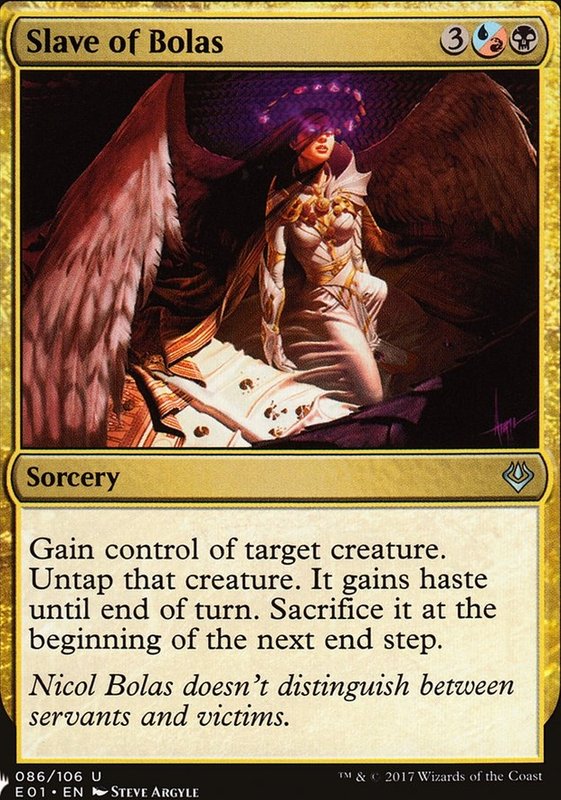 Slave of Bolas 3
Sorcery
Gain control of target creature.
Untap that creature. It gains haste
until end of turn. Sacrifice it at the
beginning of the next end step.
Nicol Bolas doesn't distinguish between
servants and victims.
086/106 U
E01 • EN Steve Argyle
™ & © 2017 Wizards of the Coast